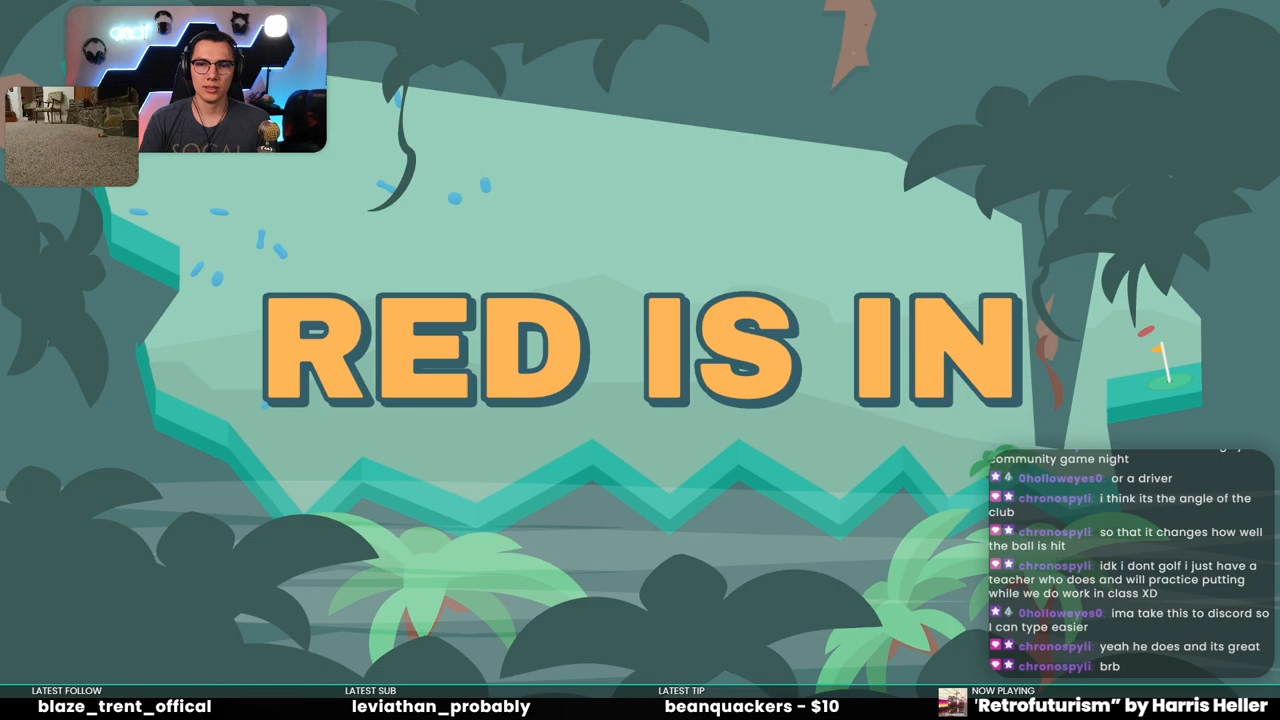 SOCAL
RED IS IN
community game night
0holloweyes0: or a driver
chronospyli: i think its the angle of the
club
chronospyli: so that it changes how well
the ball is hit
chronospyli: idk i dont golf i just have a
teacher who does and will practice putting
while we do work in class XD
0holloweyes0: ima take this to discord so
I can type easier
chronospyli: yeah he does and its great
chronospyli: brb
LATEST FOLLOW
blaze_trent_offical
LATEST SUB
leviathan_probably
LATEST TIP
beanquackers - $10
NOW PLAYING
"Retrofuturism” by Harris Heller